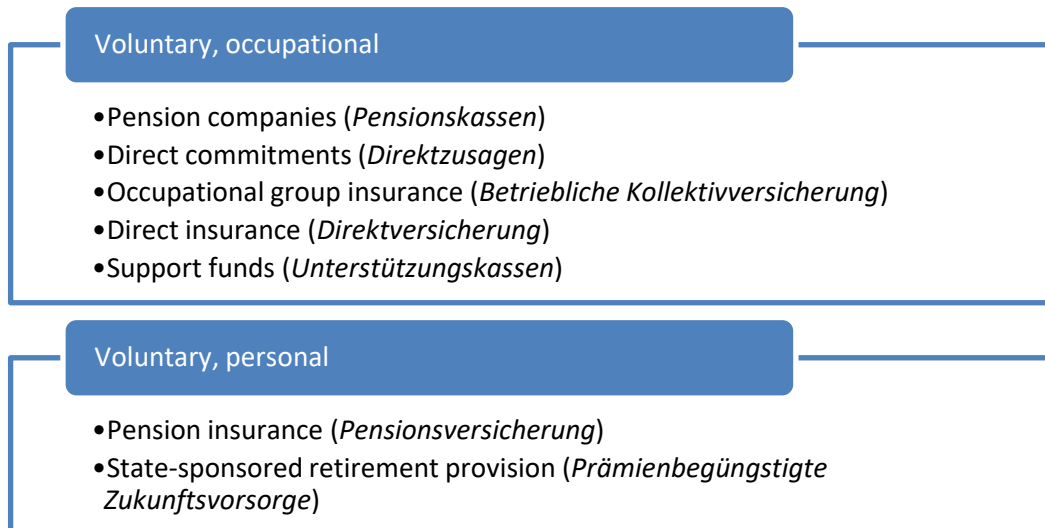 Voluntary, occupational
•Pension companies (Pensionskassen)
•Direct commitments (Direktzusagen)
•Occupational group insurance (Betriebliche Kollektivversicherung)
•Direct insurance (Direktversicherung)
•Support funds (Unterstützungskassen)
Voluntary, personal
•Pension insurance (Pensionsversicherung)
•State-sponsored retirement provision (Prämienbegüngstigte
Zukunftsvorsorge)